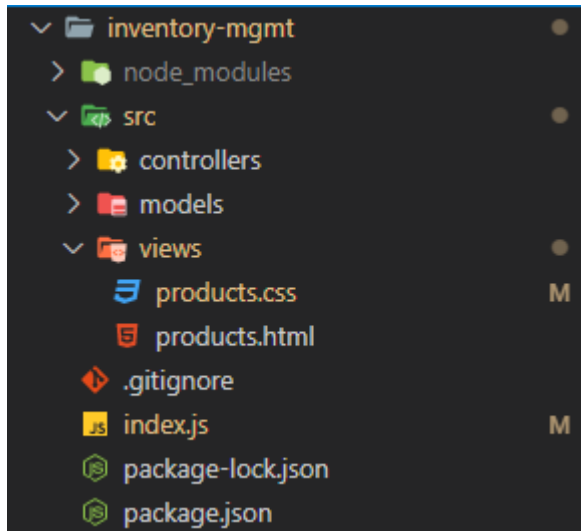 inventory-mgmt
node_modules
src
controllers
models
views
products.css M
products.html
.gitignore
JS index.js M
package-lock.json
package.json